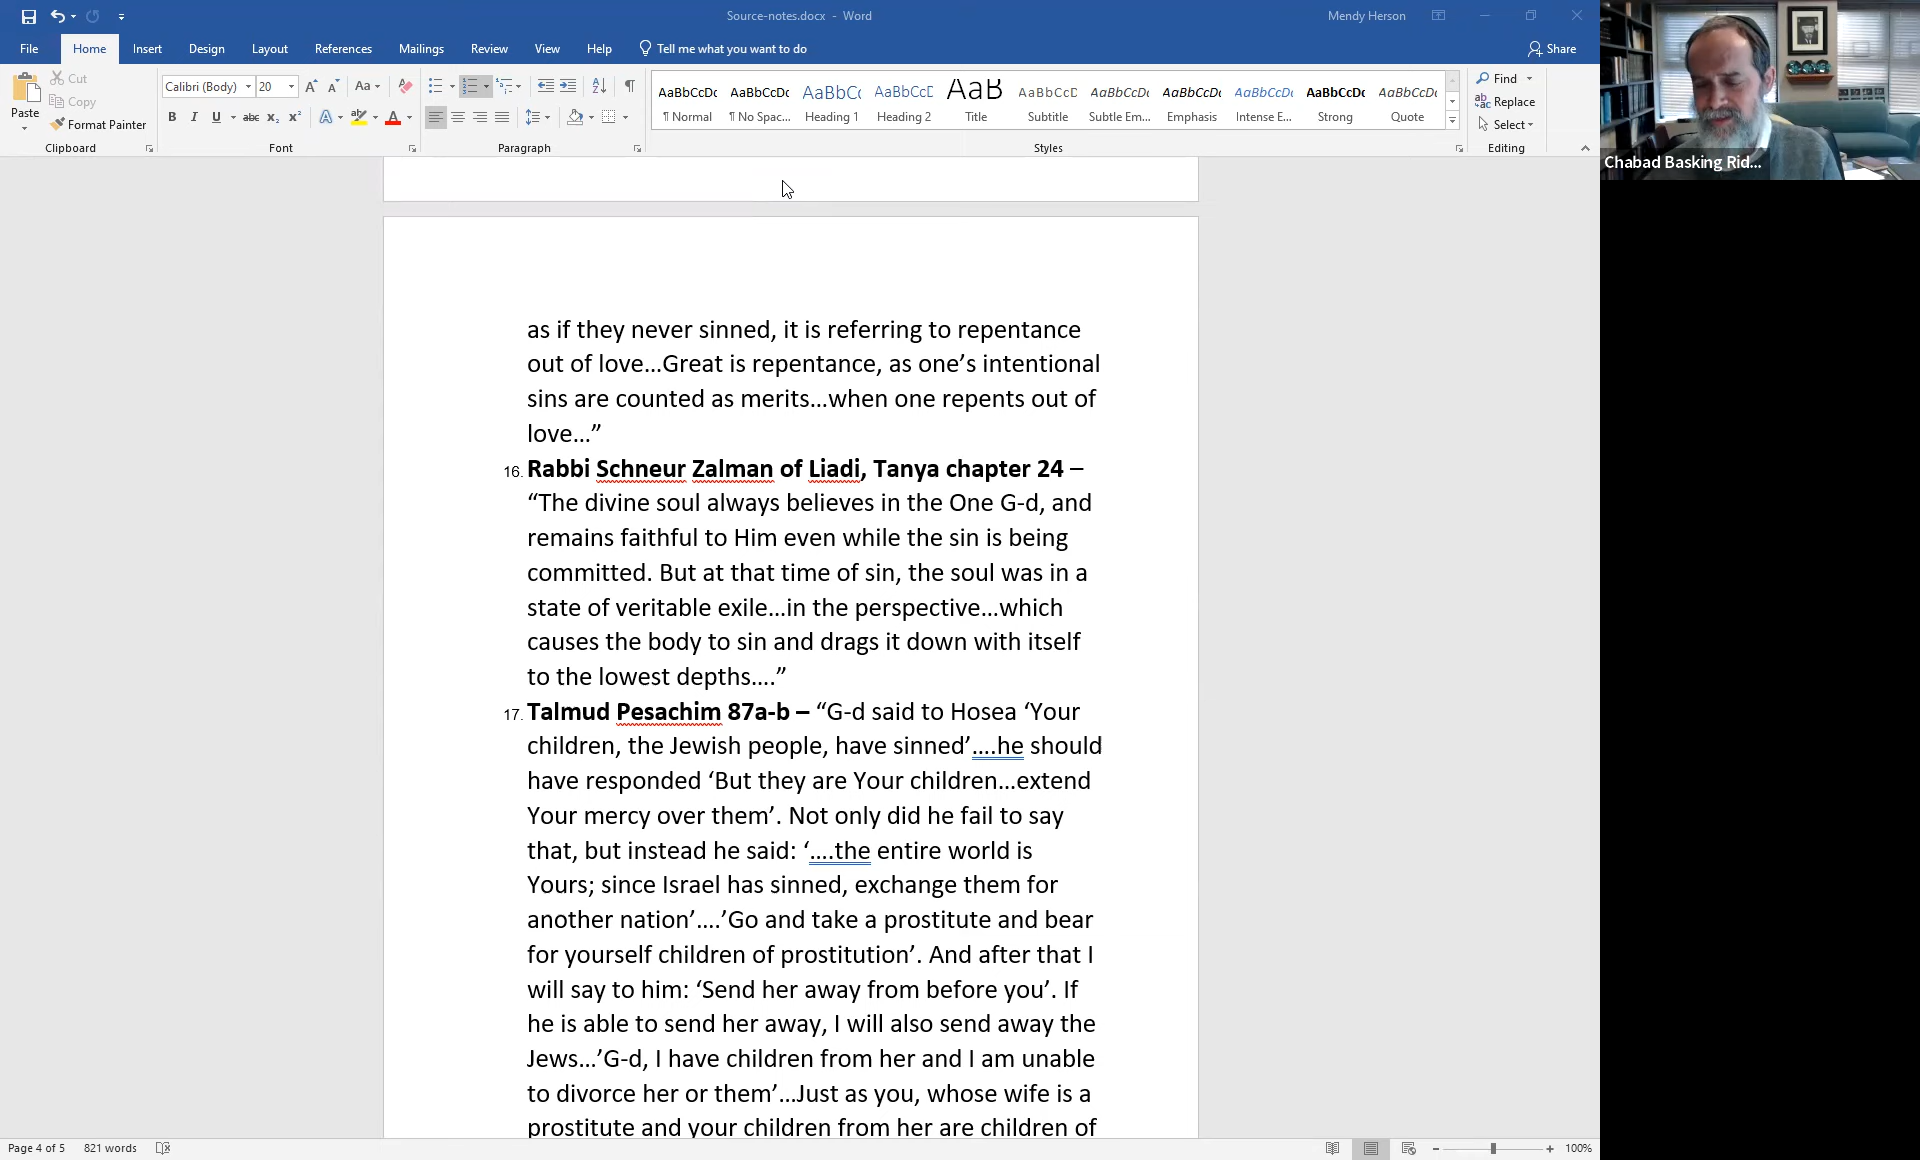 Source-notes.docx - Word
Mendy Herson
File Home Insert Design Layout References Mailings Review View Help Tell me what you want to do Share
Paste
Cut
Copy
Format Painter
Clipboard
Calibri (Body) 20
Font
Paragraph
AaBbCcDc AaBbCcDc AaBbCc AaBbCcD AaB AaBbCcD AaBbCcDc AaBbCcDc AaBbCcDc AaBbCcDc AaBbCcDc
¶ Normal ¶ No Spac... Heading 1 Heading 2 Title Subtitle Subtle Em... Emphasis Intense E... Strong Quote
Styles
Find
Replace
Select
Editing
Chabad Basking Rid...
as if they never sinned, it is referring to repentance
out of love…Great is repentance, as one’s intentional
sins are counted as merits…when one repents out of
love…”
16. Rabbi Schneur Zalman of Liadi, Tanya chapter 24 –
“The divine soul always believes in the One G-d, and
remains faithful to Him even while the sin is being
committed. But at that time of sin, the soul was in a
state of veritable exile…in the perspective…which
causes the body to sin and drags it down with itself
to the lowest depths….”
17. Talmud Pesachim 87a-b – “G-d said to Hosea ‘Your
children, the Jewish people, have sinned’….he should
have responded ‘But they are Your children…extend
Your mercy over them’. Not only did he fail to say
that, but instead he said: ‘….the entire world is
Yours; since Israel has sinned, exchange them for
another nation’….’Go and take a prostitute and bear
for yourself children of prostitution’. And after that I
will say to him: ‘Send her away from before you’. If
he is able to send her away, I will also send away the
Jews…’G-d, I have children from her and I am unable
to divorce her or them’…Just as you, whose wife is a
prostitute and your children from her are children of
Page 4 of 5 821 words
100%